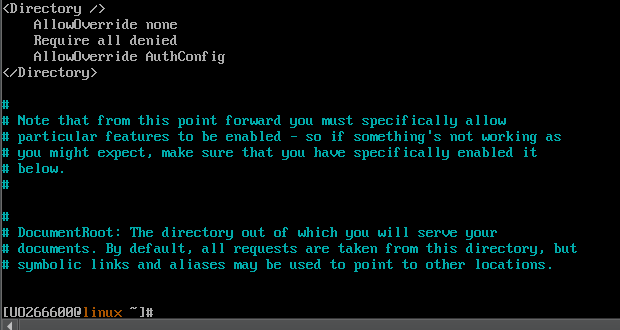 <Directory />
    AllowOverride none
    Require all denied
    AllowOverride AuthConfig
</Directory>
#
# Note that from this point forward you must specifically allow
# particular features to be enabled - so if something's not working as
# you might expect, make sure that you have specifically enabled it
# below.
#
#
# DocumentRoot: The directory out of which you will serve your
# documents. By default, all requests are taken from this directory, but
# symbolic links and aliases may be used to point to other locations.
[UO266600@linux ~]#